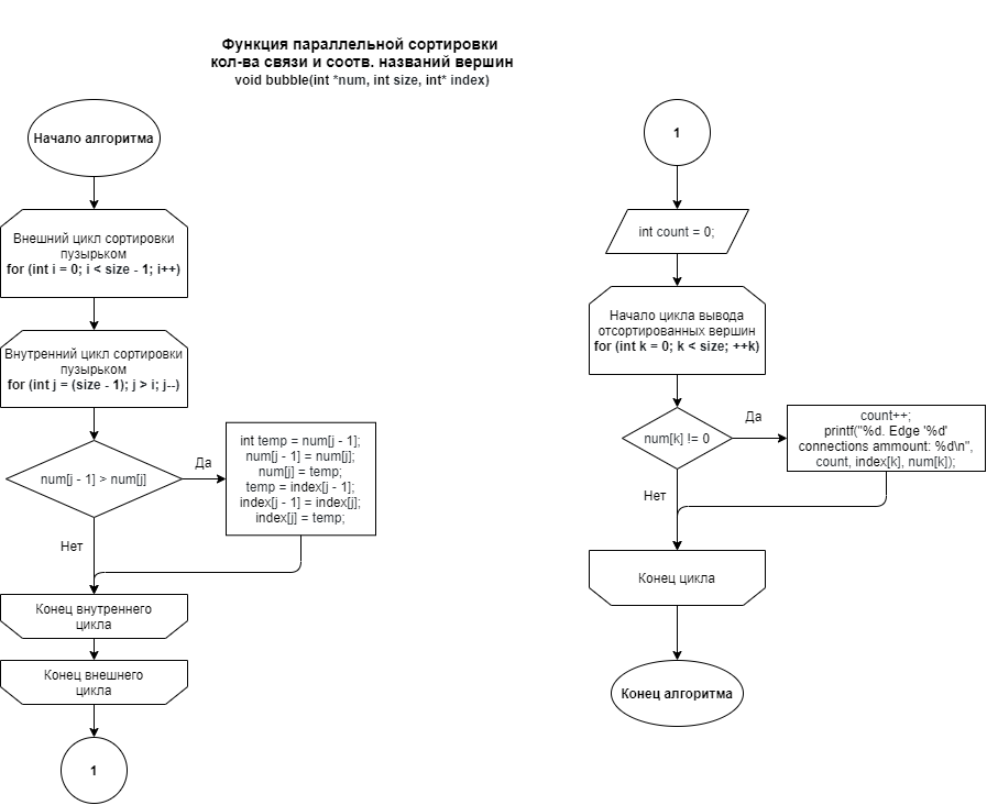 Функция параллельной сортировки
кол-ва связи и соотв. названий вершин
void bubble(int *num, int size, int* index)
Начало алгоритма
Внешний цикл сортировки
пузырьком
for (int i = 0; i < size - 1; i++)
Внутренний цикл сортировки
пузырьком
for (int j = (size - 1); j > i; j--)
num[j - 1] > num[j]
Да
int temp = num[j - 1];
num[j - 1] = num[j];
num[j] = temp;
temp = index[j - 1];
index[j - 1] = index[j];
index[j] = temp;
Нет
Конец внутреннего
цикла
Конец внешнего
цикла
1
1
int count = 0;
Начало цикла вывода
отсортированных вершин
for (int k = 0; k < size; ++k)
num[k] != 0
Да
count++;
printf("%d. Edge '%d'
connections ammount: %d\n",
count, index[k], num[k]);
Нет
Конец цикла
Конец алгоритма